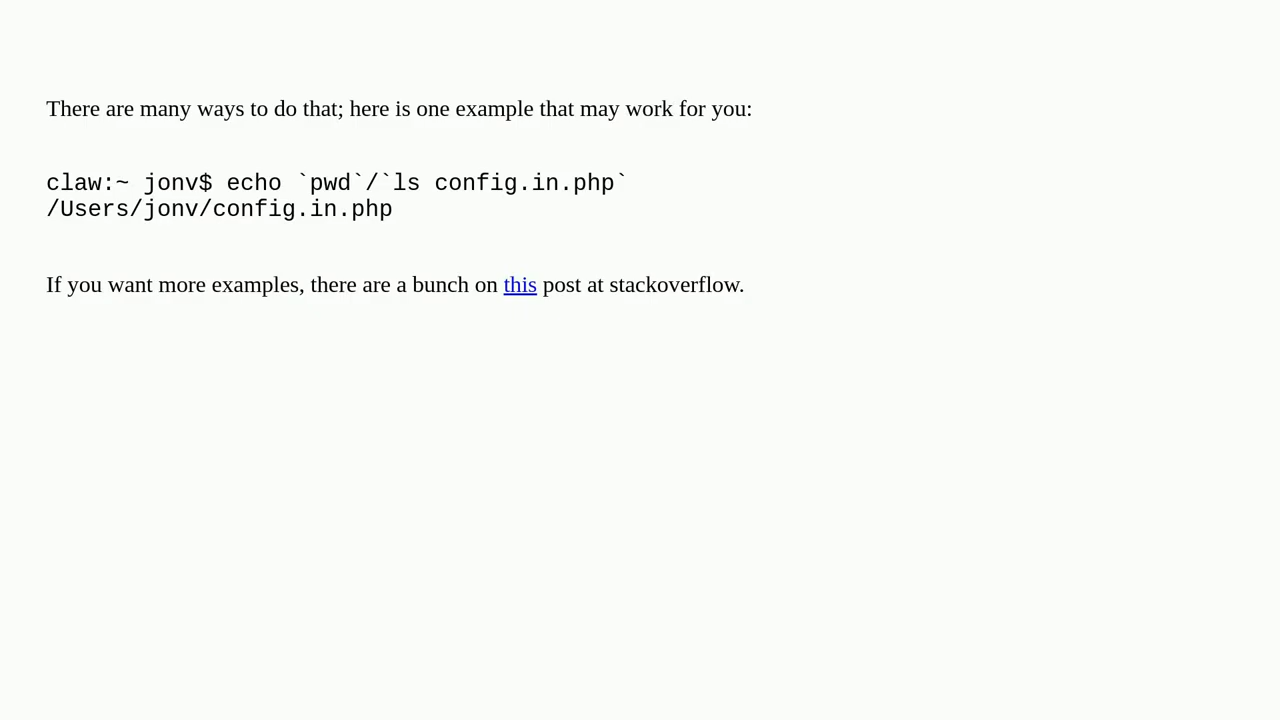 There are many ways to do that; here is one example that may work for you:
claw:~ jonv$ echo `pwd`/`ls config.in.php`
/Users/jonv/config.in.php
If you want more examples, there are a bunch on this post at stackoverflow.